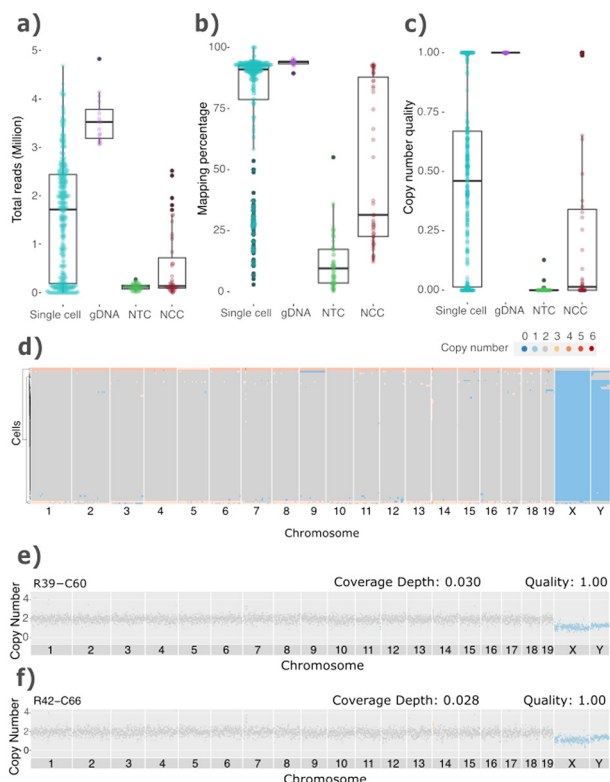 a) b) c)
Total reads (Million)
5
4
3
2
1
0
Single cell gDNA NTC NCC
Mapping percentage
100
75
50
25
0
Single cell gDNA NTC NCC
Copy number quality
1.00
0.75
0.50
0.25
0.00
Single cell gDNA NTC NCC
0 1 2 3 4 5 6
Copy number
d)
Cells
1 2 3 4 5 6 7 8 9 10 11 12 13 14 15 16 17 18 19 X Y
Chromosome
e)
R39-C60 Coverage Depth: 0.030 Quality: 1.00
Copy Number
4
2
0
1 2 3 4 5 6 7 8 9 10 11 12 13 14 15 16 17 18 19 X Y
Chromosome
f)
R42-C66 Coverage Depth: 0.028 Quality: 1.00
Copy Number
4
2
0
1 2 3 4 5 6 7 8 9 10 11 12 13 14 15 16 17 18 19 X Y
Chromosome